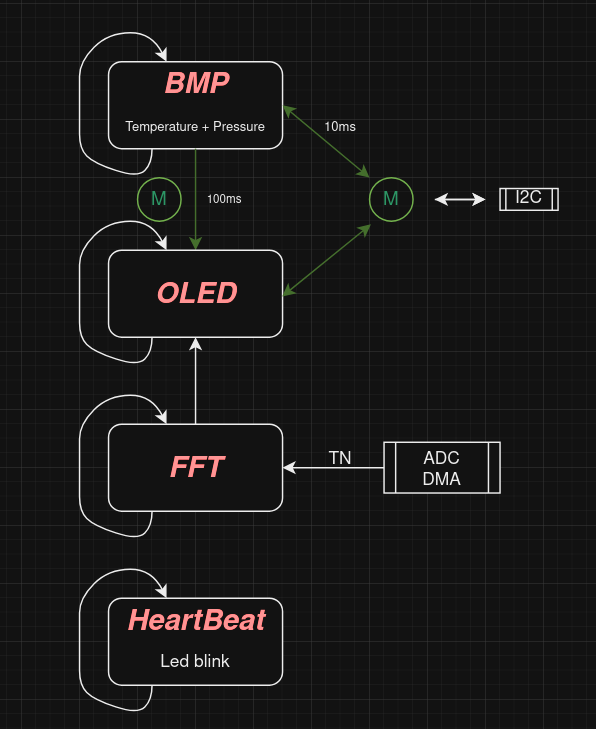 BMP
Temperature + Pressure
10ms
M
100ms
M
I2C
OLED
FFT
TN
ADC
DMA
HeartBeat
Led blink